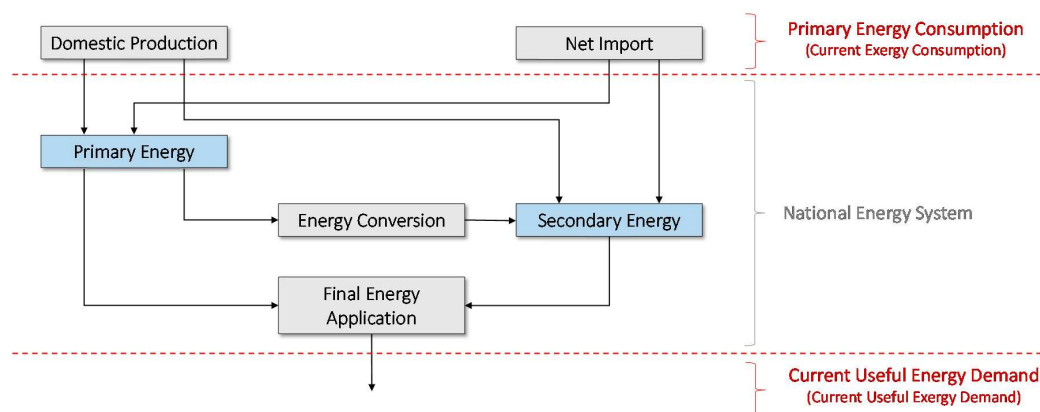 Domestic Production
Net Import
Primary Energy Consumption
(Current Exergy Consumption)
Primary Energy
Energy Conversion
Secondary Energy
National Energy System
Final Energy
Application
Current Useful Energy Demand
(Current Useful Exergy Demand)